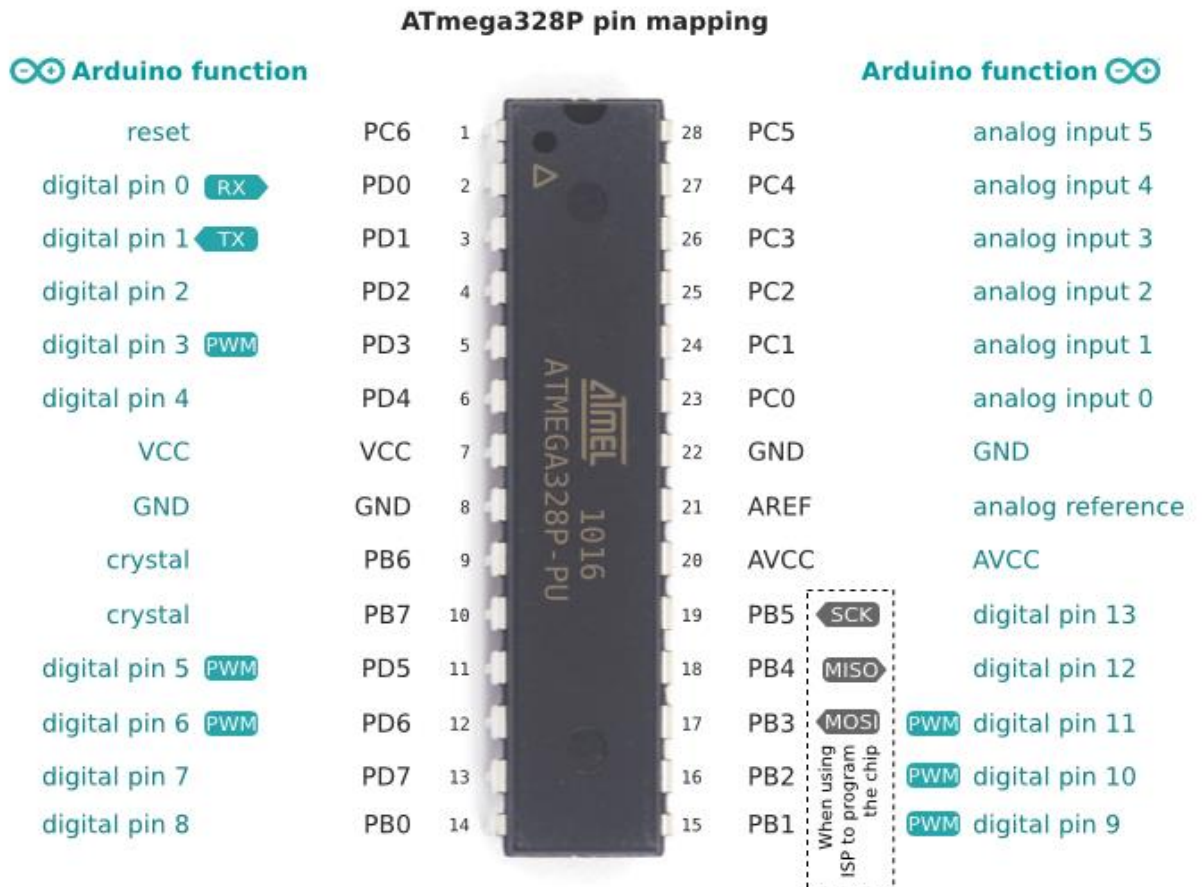 ATmega328P pin mapping
Arduino function Arduino function
reset PC6 1 28 PC5 analog input 5
digital pin 0 RX PD0 2 27 PC4 analog input 4
digital pin 1 TX PD1 3 26 PC3 analog input 3
digital pin 2 PD2 4 25 PC2 analog input 2
digital pin 3 PWM PD3 5 24 PC1 analog input 1
digital pin 4 PD4 6 23 PC0 analog input 0
VCC VCC 7 22 GND GND
GND GND 8 21 AREF analog reference
crystal PB6 9 20 AVCC AVCC
crystal PB7 10 19 PB5 SCK digital pin 13
digital pin 5 PWM PD5 11 18 PB4 MISO digital pin 12
digital pin 6 PWM PD6 12 17 PB3 MOSI PWM digital pin 11
digital pin 7 PD7 13 16 PB2 PWM digital pin 10
digital pin 8 PB0 14 15 PB1 PWM digital pin 9
When using
ISP to program
the chip
ATMEL 1016
ATMEGA328P-PU